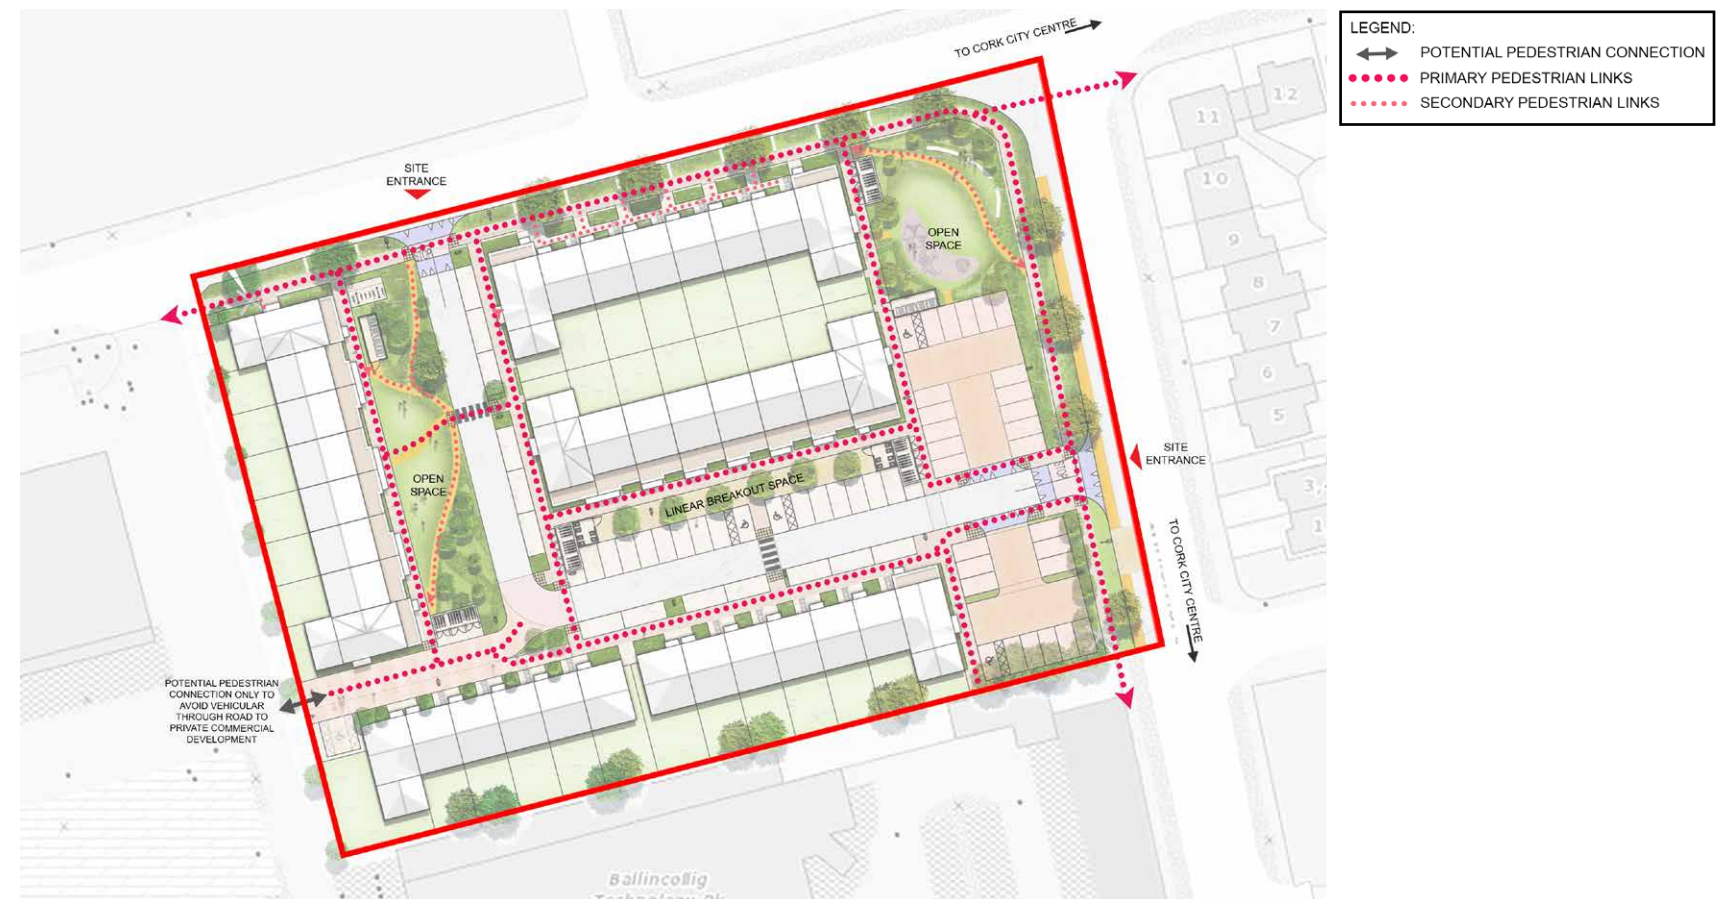 LEGEND:
POTENTIAL PEDESTRIAN CONNECTION
PRIMARY PEDESTRIAN LINKS
SECONDARY PEDESTRIAN LINKS
TO CORK CITY CENTRE
SITE
ENTRANCE
OPEN
SPACE
OPEN
SPACE
LINEAR BREAKOUT SPACE
SITE
ENTRANCE
TO CORK CITY CENTRE
POTENTIAL PEDESTRIAN
CONNECTION ONLY TO
AVOID VEHICULAR
THROUGH ROAD TO
PRIVATE COMMERCIAL
DEVELOPMENT
12
11
10
9
8
7
6
5
3,
1
Ballincollig